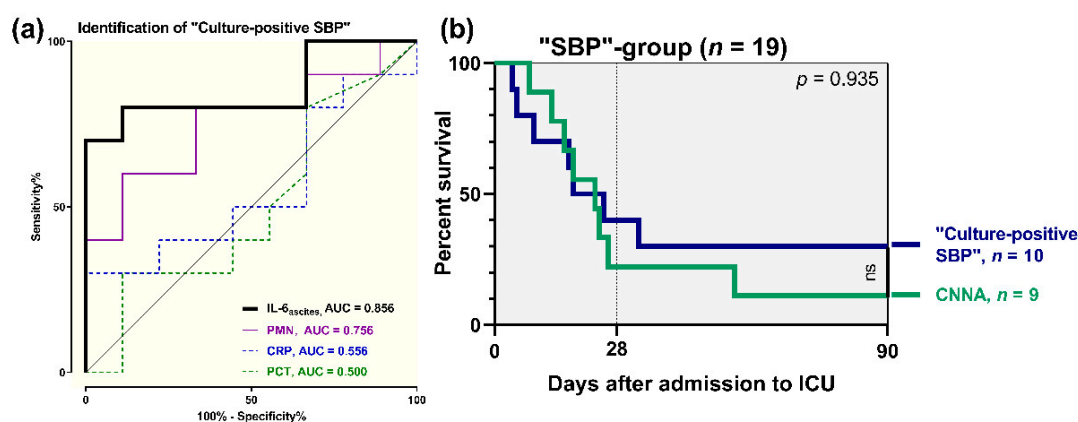 (a)
Identification of "Culture-positive SBP"
100
50
0
Sensitivity%
IL-6ascites, AUC = 0.856
PMN, AUC = 0.756
CRP, AUC = 0.556
PCT, AUC = 0.500
0
50
100
100% - Specificity%
(b)
"SBP"-group (n = 19)
p = 0.935
100
50
0
Percent survival
ns
"Culture-positive
SBP", n = 10
CNNA, n = 9
0
28
90
Days after admission to ICU